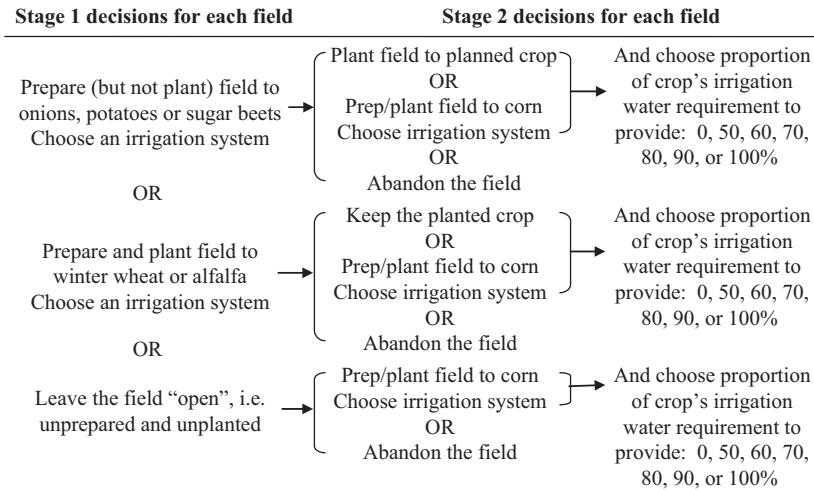 Stage 1 decisions for each field
Stage 2 decisions for each field
Prepare (but not plant) field to
onions, potatoes or sugar beets
Choose an irrigation system
Plant field to planned crop
OR
Prep/plant field to corn
Choose irrigation system
OR
Abandon the field
And choose proportion
of crop's irrigation
water requirement to
provide: 0, 50, 60, 70,
80, 90, or 100%
OR
Prepare and plant field to
winter wheat or alfalfa
Choose an irrigation system
Keep the planted crop
OR
Prep/plant field to corn
Choose irrigation system
OR
Abandon the field
And choose proportion
of crop's irrigation
water requirement to
provide: 0, 50, 60, 70,
80, 90, or 100%
OR
Leave the field “open”, i.e.
unprepared and unplanted
Prep/plant field to corn
Choose irrigation system
OR
Abandon the field
And choose proportion
of crop's irrigation
water requirement to
provide: 0, 50, 60, 70,
80, 90, or 100%